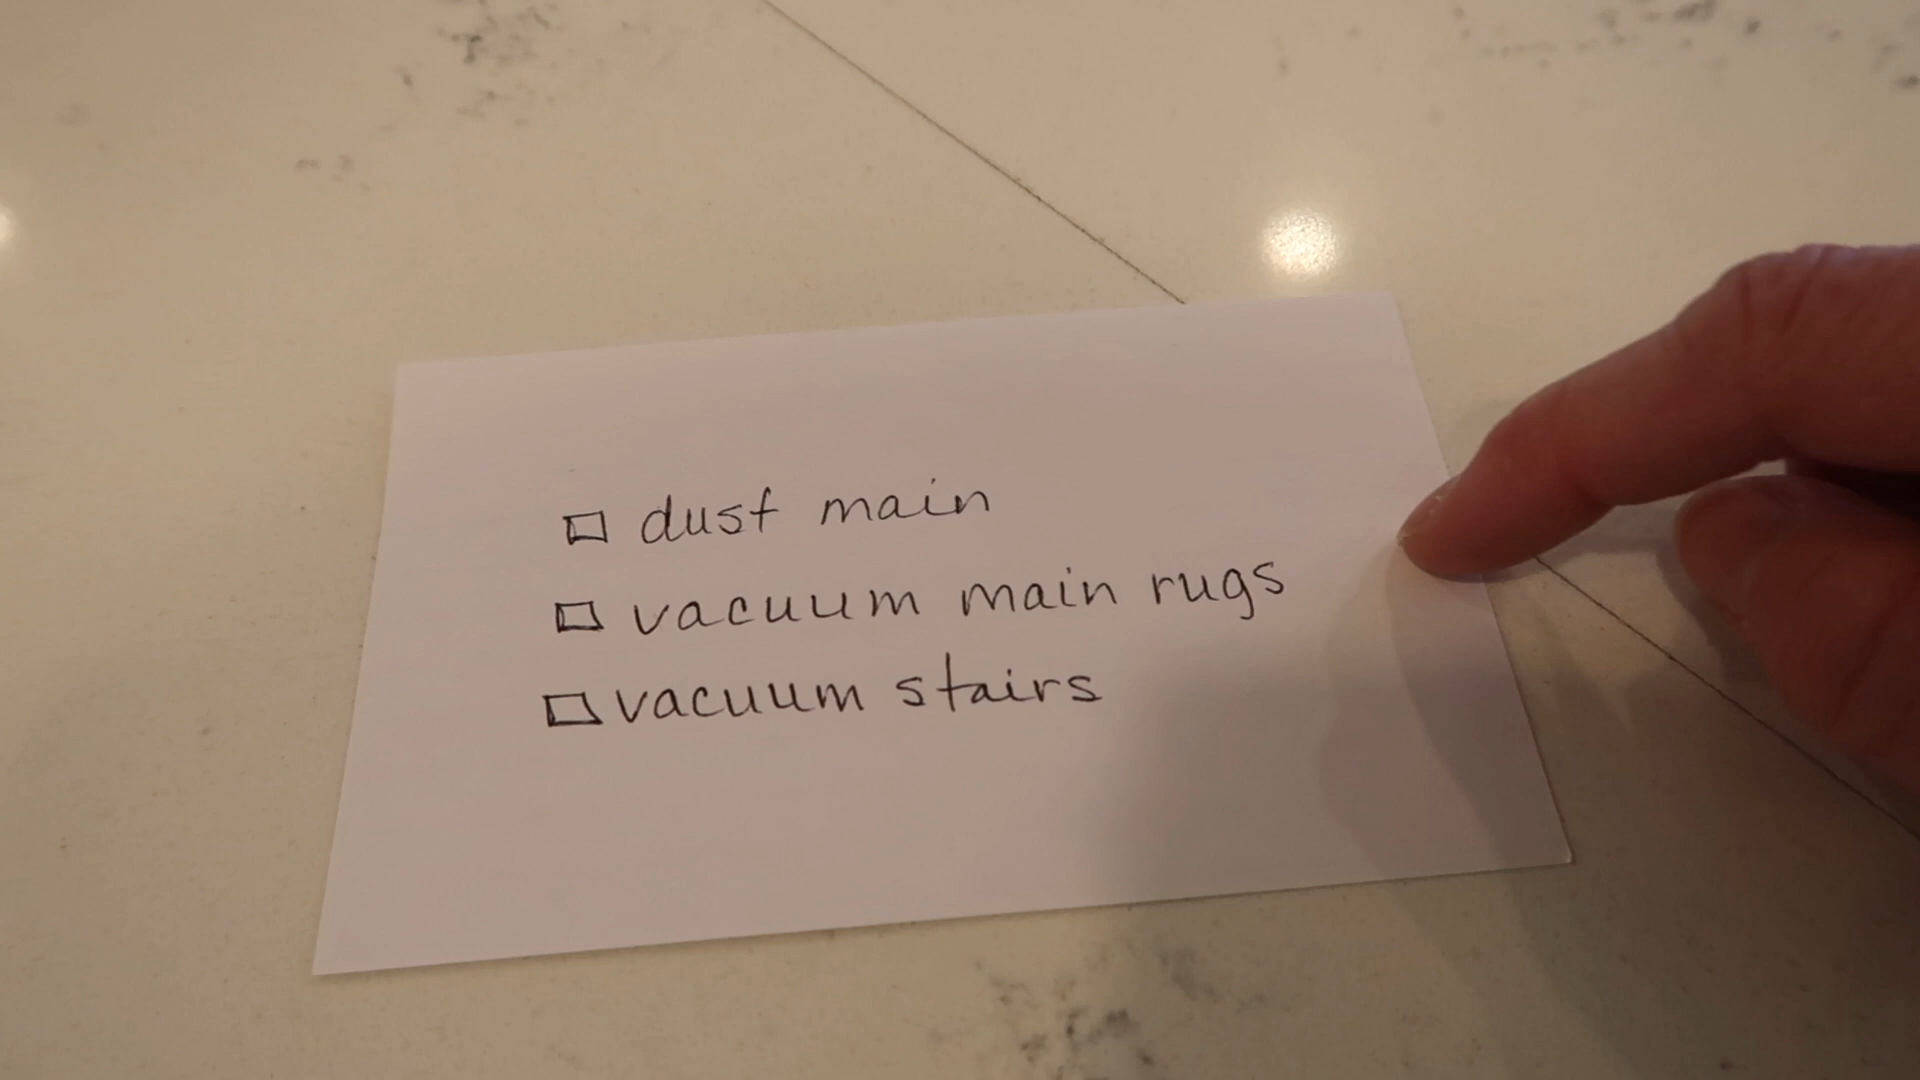 ☐ dust main
☐ vacuum main rugs
☐ vacuum stairs